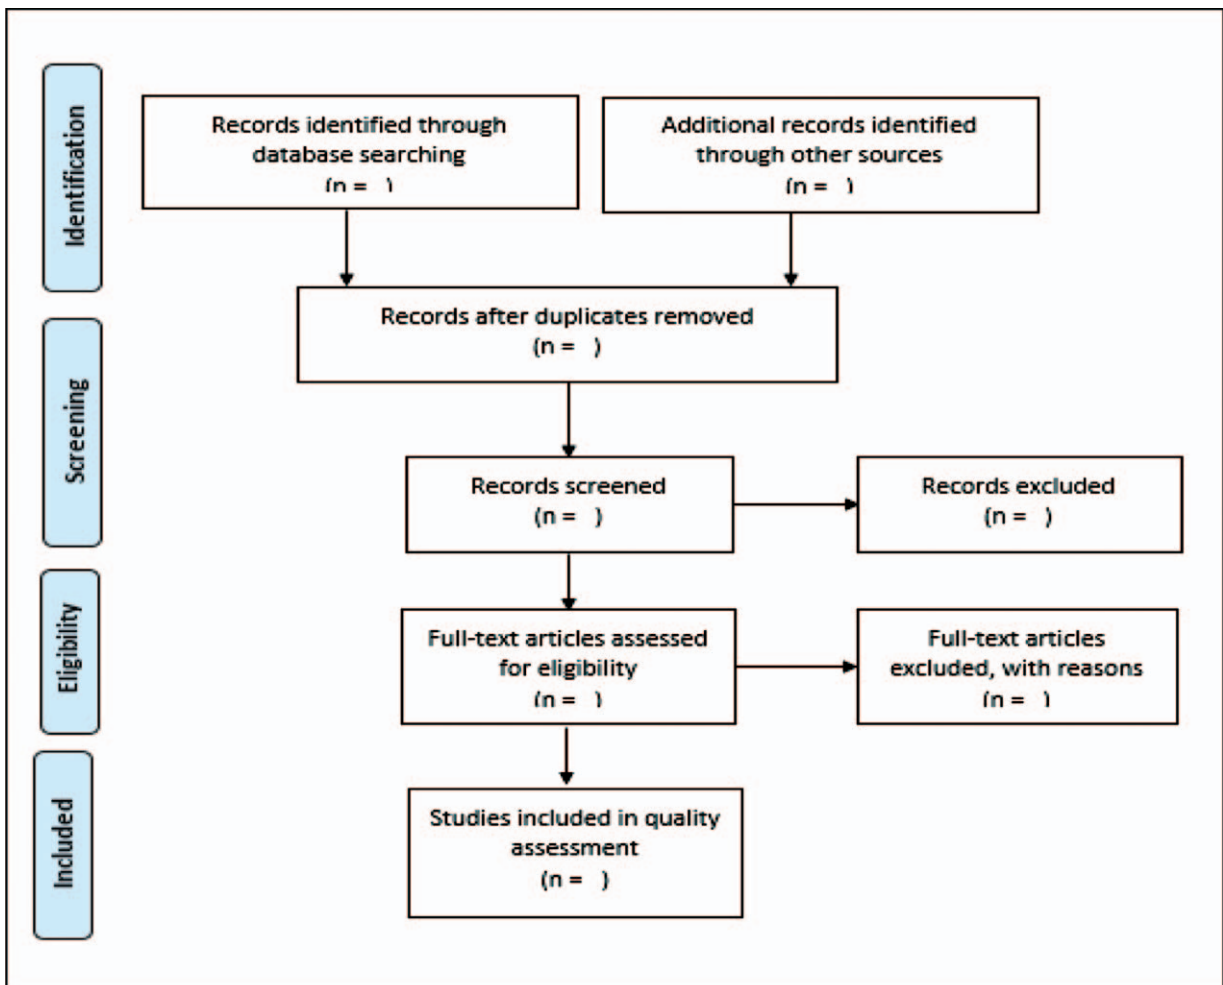 Identification
Records identified through
database searching
(n =   )
Additional records identified
through other sources
(n =   )
Records after duplicates removed
(n =   )
Screening
Records screened
(n =   )
Records excluded
(n =   )
Eligibility
Full-text articles assessed
for eligibility
(n =   )
Full-text articles
excluded, with reasons
(n =   )
Included
Studies included in quality
assessment
(n =   )